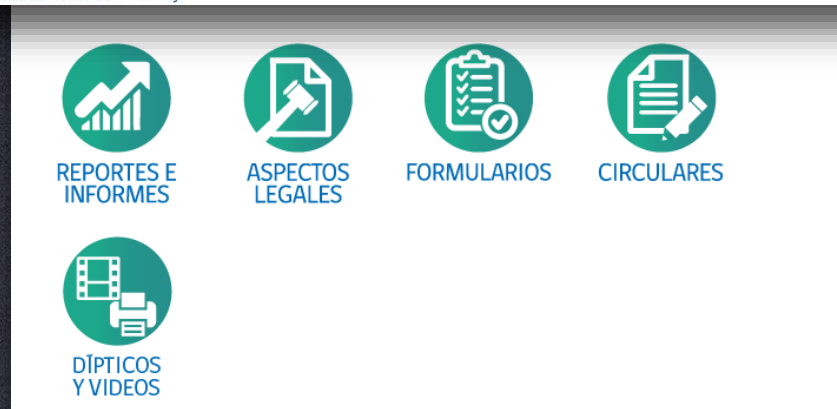 REPORTES E
INFORMES
ASPECTOS
LEGALES
FORMULARIOS
CIRCULARES
DÍPTICOS
Y VIDEOS